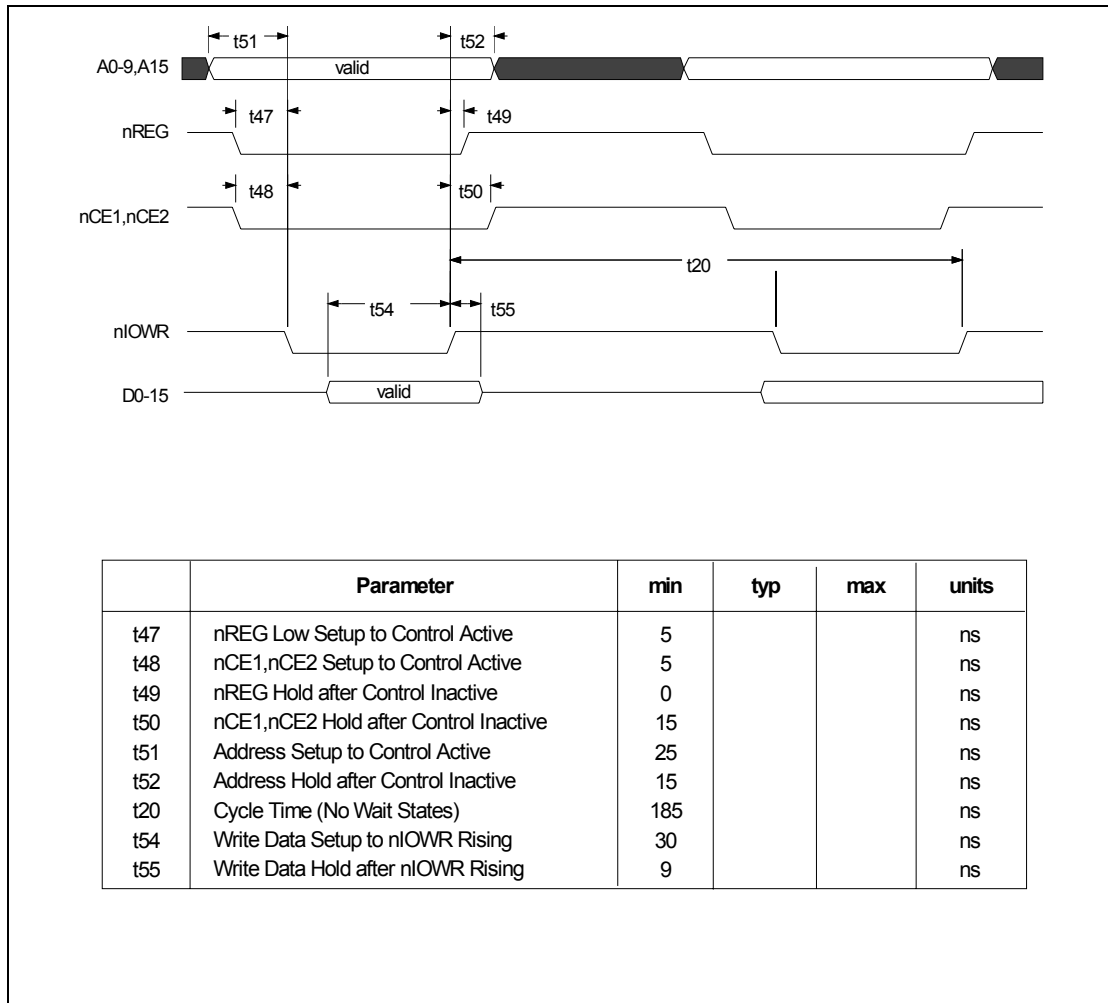 t51
t52
A0-9,A15
valid
t47
t49
nREG
t48
t50
nCE1,nCE2
t20
t54
t55
nIOWR
D0-15
valid
Parameter min typ max units
t47 nREG Low Setup to Control Active 5 ns
t48 nCE1,nCE2 Setup to Control Active 5 ns
t49 nREG Hold after Control Inactive 0 ns
t50 nCE1,nCE2 Hold after Control Inactive 15 ns
t51 Address Setup to Control Active 25 ns
t52 Address Hold after Control Inactive 15 ns
t20 Cycle Time (No Wait States) 185 ns
t54 Write Data Setup to nIOWR Rising 30 ns
t55 Write Data Hold after nIOWR Rising 9 ns